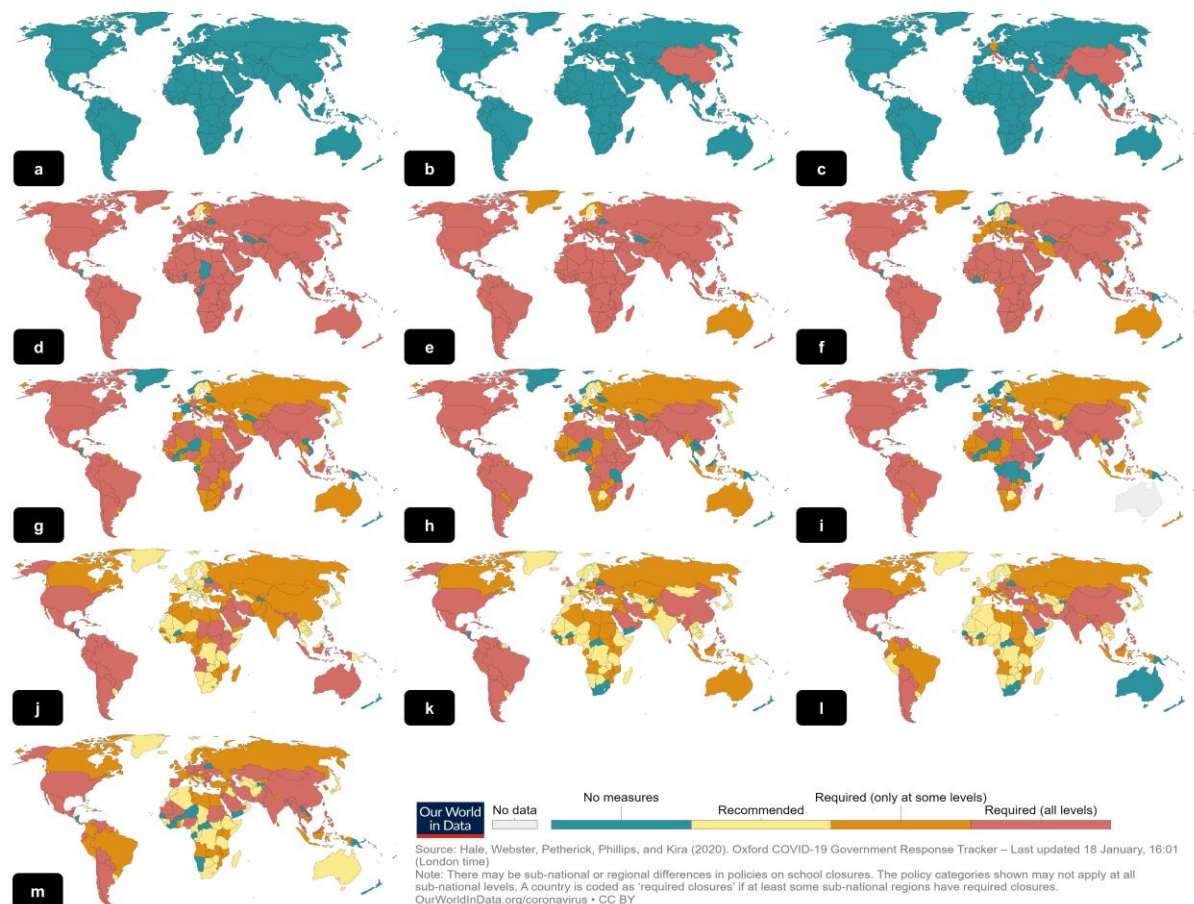 a
b
c
d
e
f
g
h
i
j
k
l
m
Our World
in Data
No data
No measures
Recommended
Required (only at some levels)
Required (all levels)
Source: Hale, Webster, Petherick, Phillips, and Kira (2020). Oxford COVID-19 Government Response Tracker – Last updated 18 January, 16:01
(London time)
Note: There may be sub-national or regional differences in policies on school closures. The policy categories shown may not apply at all
sub-national levels. A country is coded as 'required closures' if at least some sub-national regions have required closures.
OurWorldInData.org/coronavirus • CC BY